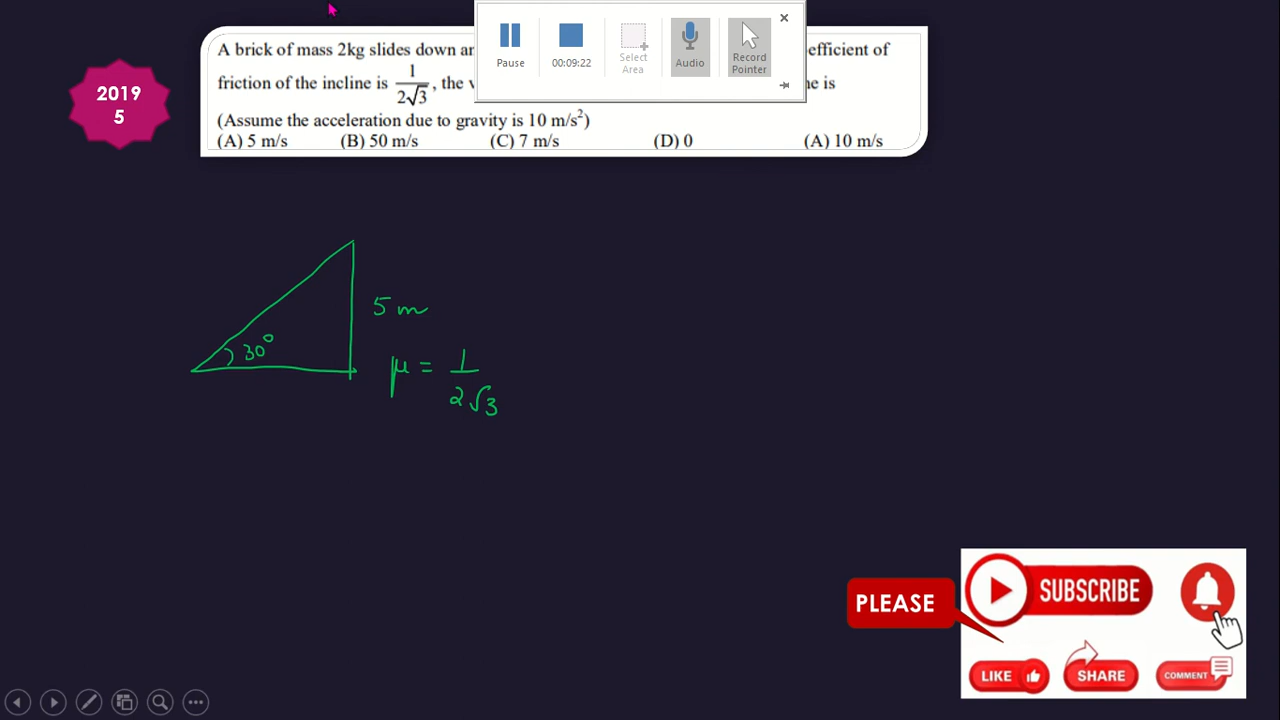 2019
5
A brick of mass 2kg slides down an
efficient of
friction of the incline is 1/2√3, the
ne is
(Assume the acceleration due to gravity is 10 m/s²)
(A) 5 m/s (B) 50 m/s (C) 7 m/s (D) 0 (A) 10 m/s
Pause
00:09:22
Select Area
Audio
Record Pointer
5 m
30°
μ = 1/2√3
PLEASE
SUBSCRIBE
LIKE
SHARE
COMMENT